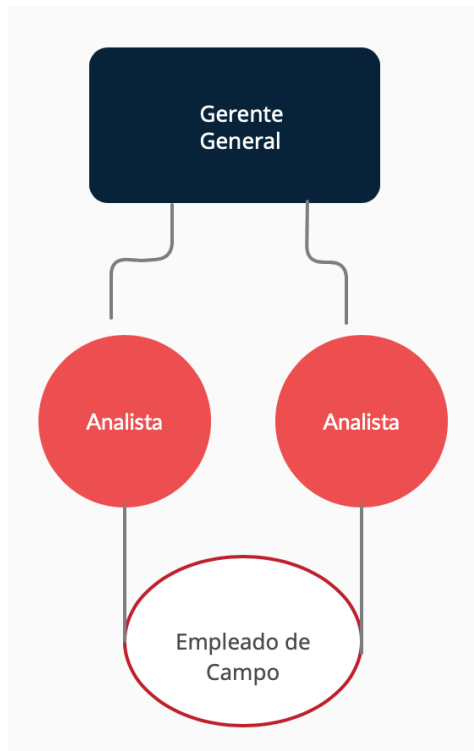 Gerente
General
Analista
Analista
Empleado de
Campo